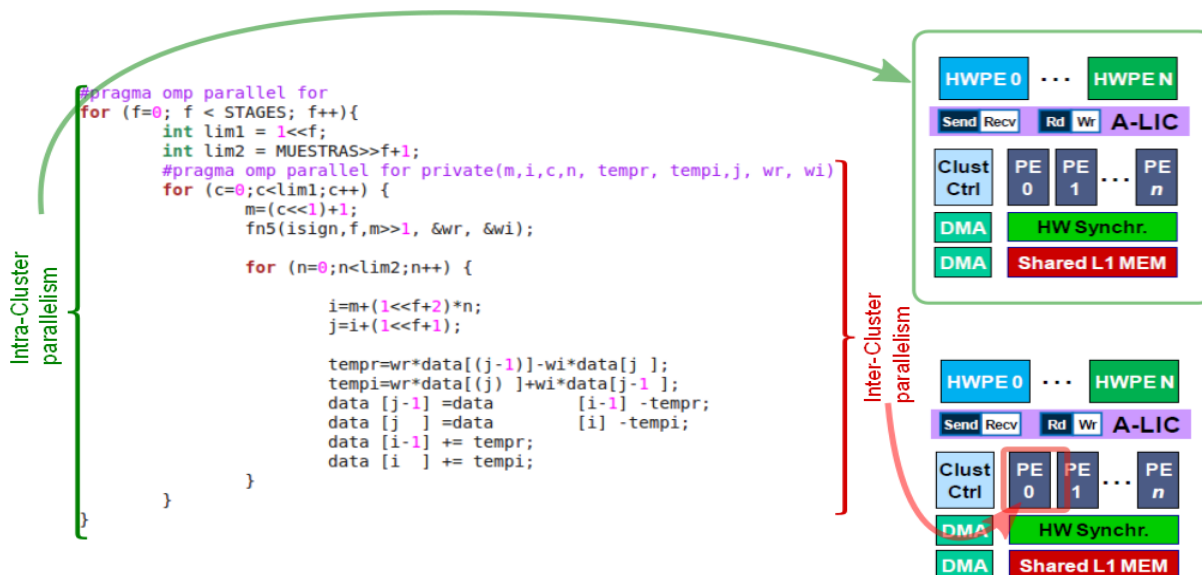 #pragma omp parallel for
for (f=0; f < STAGES; f++){
int lim1 = 1<<f;
int lim2 = MUESTRAS>>f+1;
#pragma omp parallel for private(m,i,c,n, tempr, tempi,j, wr, wi)
for (c=0;c<lim1;c++) {
m=(c<<1)+1;
fn5(isign,f,m>>1, &wr, &wi);
for (n=0;n<lim2;n++) {
i=m+(1<<f+2)*n;
j=i+(1<<f+1);
tempr=wr*data[(j-1)]-wi*data[j ];
tempi=wr*data[(j) ]+wi*data[j-1 ];
data [j-1] =data [i-1] -tempr;
data [j ] =data [i] -tempi;
data [i-1] += tempr;
data [i ] += tempi;
}
}
}
Intra-Cluster
parallelism
Inter-Cluster
parallelism
HWPE 0 ... HWPE N
Send Recv Rd Wr A-LIC
Clust
Ctrl
PE
0
PE
1
...
PE
n
DMA HW Synchr.
DMA Shared L1 MEM
HWPE 0 ... HWPE N
Send Recv Rd Wr A-LIC
Clust
Ctrl
PE
0
PE
1
...
PE
n
DMA HW Synchr.
DMA Shared L1 MEM